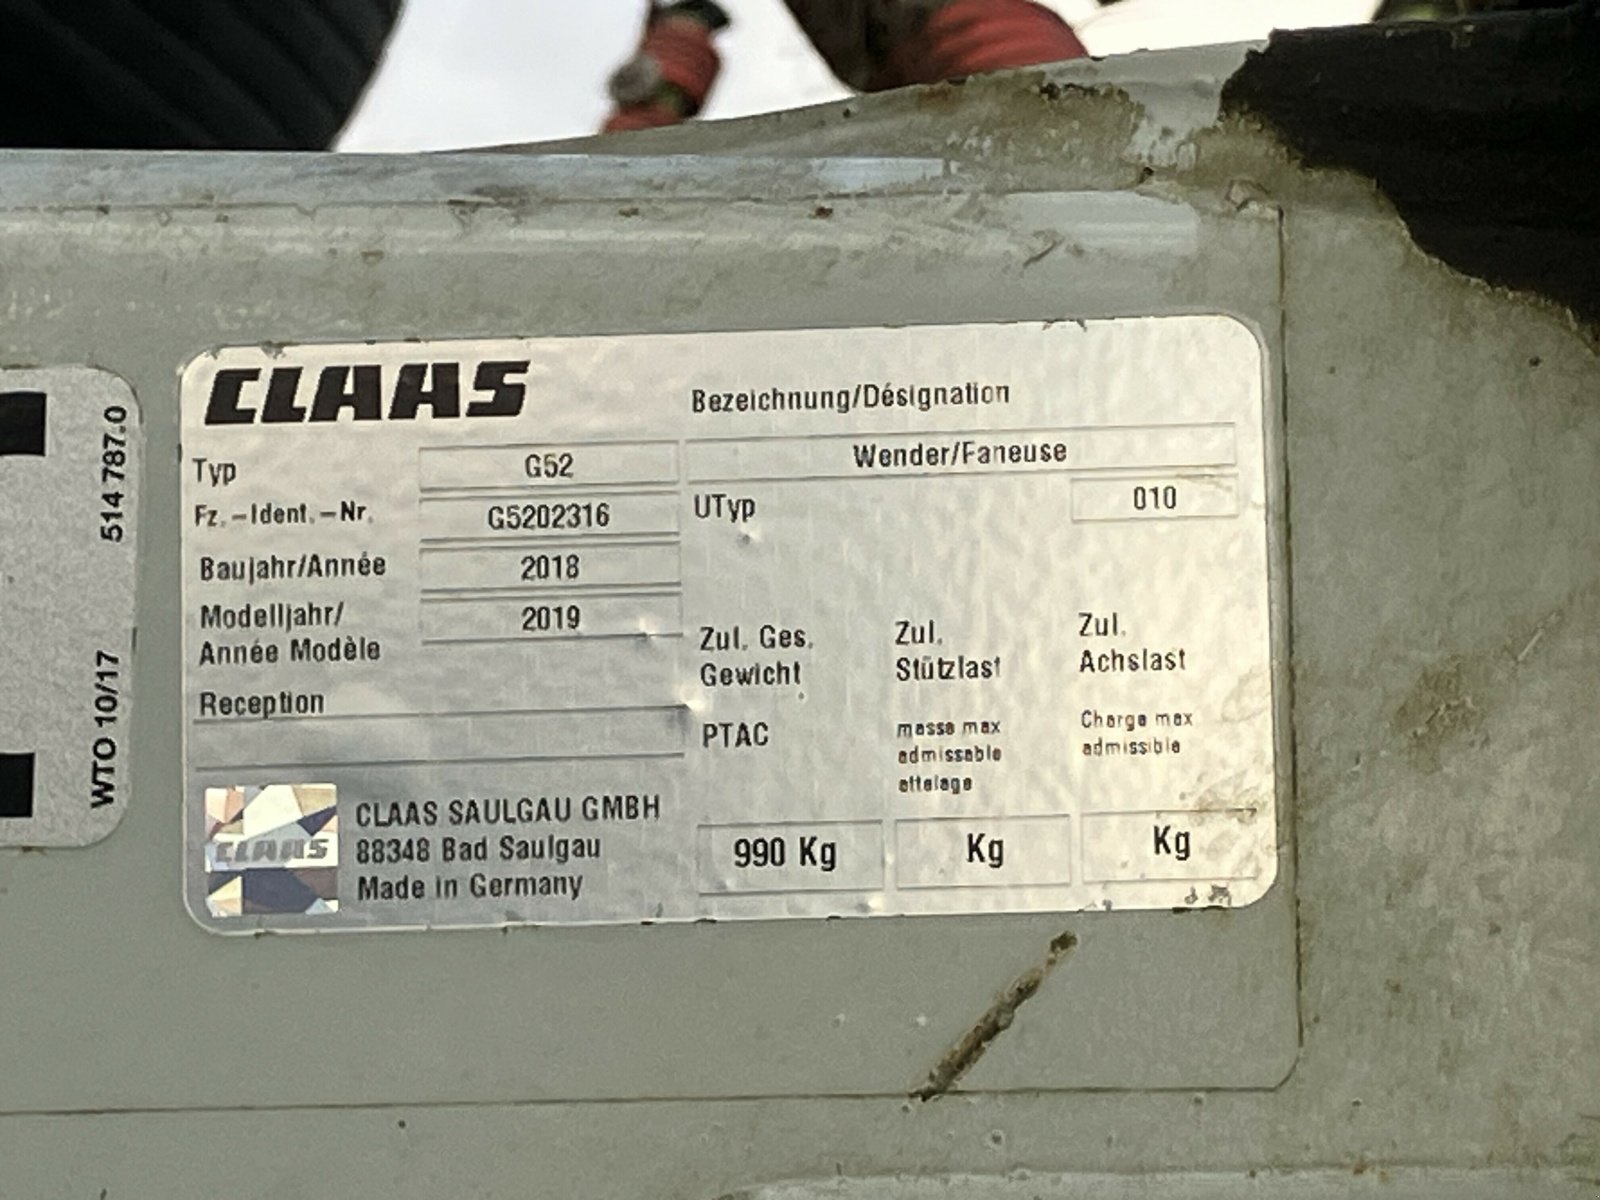 514 787.0
WTO 10/17
CLAAS
Bezeichnung/Désignation
Typ G52 Wender/Faneuse
Fz.-Ident.-Nr. G5202316 UTyp 010
Baujahr/Année 2018
Modelljahr/ 2019
Année Modèle
Reception
Zul. Ges. Zul. Zul.
Gewicht Stützlast Achslast
PTAC masse max Charge max
admissable admissible
attelage
CLAAS
CLAAS SAULGAU GMBH
88348 Bad Saulgau
Made in Germany
990 Kg Kg Kg